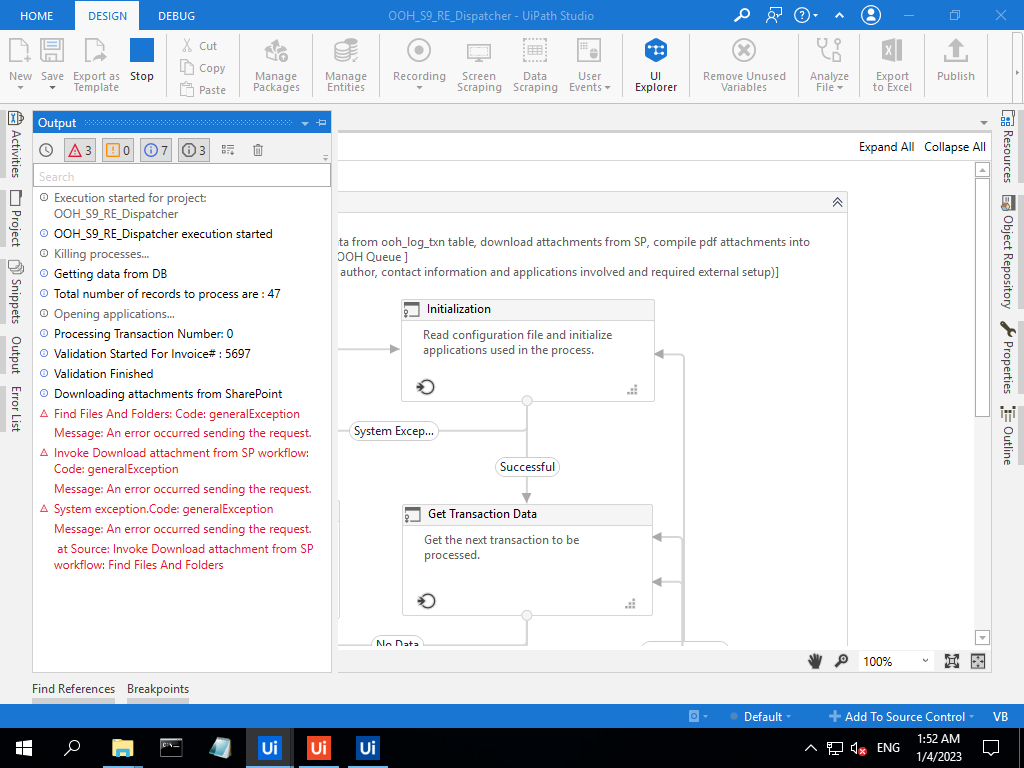 HOME
DESIGN
DEBUG
OOH_S9_RE_Dispatcher - UiPath Studio
New
Save
Export as
Template
Stop
Cut
Copy
Paste
Manage
Packages
Manage
Entities
Recording
Screen
Scraping
Data
Scraping
User
Events
UI
Explorer
Remove Unused
Variables
Analyze
File
Export
to Excel
Publish
Activities
Project
Snippets
Output
Error List
Output
3
0
7
3
Search
Execution started for project:
OOH_S9_RE_Dispatcher
OOH_S9_RE_Dispatcher execution started
Killing processes...
Getting data from DB
Total number of records to process are : 47
Opening applications...
Processing Transaction Number: 0
Validation Started For Invoice# : 5697
Validation Finished
Downloading attachments from SharePoint
Find Files And Folders: Code: generalException
Message: An error occurred sending the request.
Invoke Download attachment from SP workflow:
Code: generalException
Message: An error occurred sending the request.
System exception.Code: generalException
Message: An error occurred sending the request.
at Source: Invoke Download attachment from SP
workflow: Find Files And Folders
Expand All
Collapse All
ta from ooh_log_txn table, download attachments from SP, compile pdf attachments into
OOH Queue ]
author, contact information and applications involved and required external setup)]
Initialization
Read configuration file and initialize
applications used in the process.
System Excep...
Successful
Get Transaction Data
Get the next transaction to be
processed.
No Data
100%
Resources
Object Repository
Properties
Outline
Find References
Breakpoints
Default
Add To Source Control
VB
Ui
Ui
Ui
ENG
1:52 AM
1/4/2023